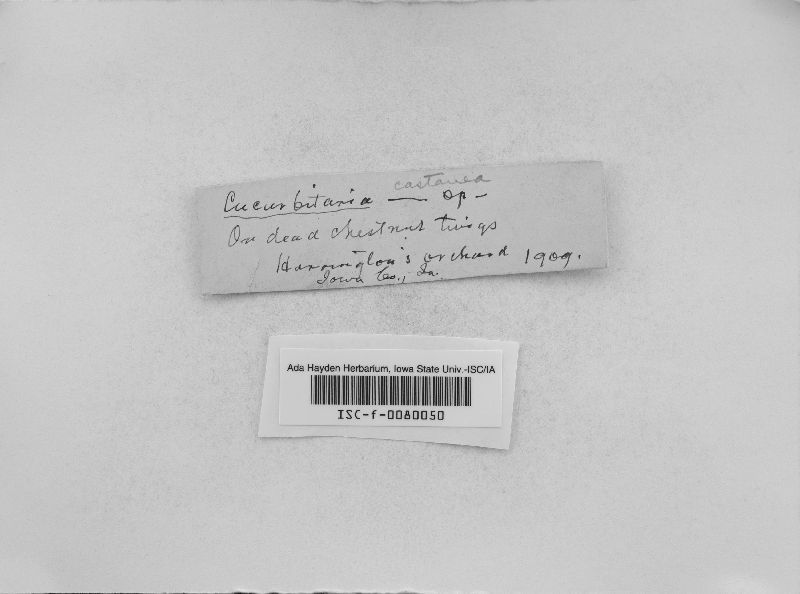 Cucurbitaria castanea — sp —
On dead chestnut twigs
Harrington's orchard 1909.
Iowa Co., Ia.
Ada Hayden Herbarium, Iowa State Univ.-ISC/IA
ISC-f-0080050